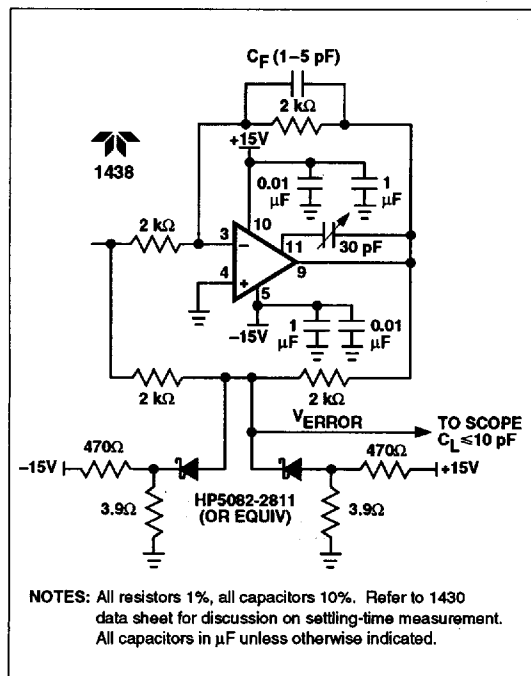 CF (1–5 pF)
2 kΩ
+15V
1438
0.01
µF
1
µF
10
2 kΩ
3
–
11
30 pF
9
4
+
5
–15V
1
µF
0.01
µF
2 kΩ
2 kΩ
VERROR
TO SCOPE
CL ≤10 pF
–15V
470Ω
470Ω
+15V
3.9Ω
HP5082-2811
(OR EQUIV)
3.9Ω
NOTES: All resistors 1%, all capacitors 10%. Refer to 1430
data sheet for discussion on settling-time measurement.
All capacitors in µF unless otherwise indicated.